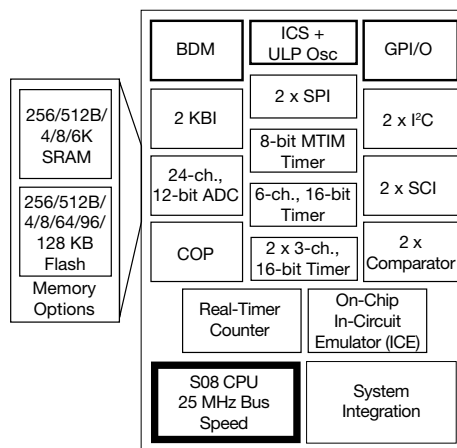 BDM
ICS +
ULP Osc
GPI/O
256/512B/
4/8/6K
SRAM
256/512B/
4/8/64/96/
128 KB
Flash
Memory
Options
2 KBI
2 x SPI
2 x I²C
8-bit MTIM
Timer
24-ch.,
12-bit ADC
6-ch., 16-bit
Timer
2 x SCI
COP
2 x 3-ch.,
16-bit Timer
2 x
Comparator
Real-Timer
Counter
On-Chip
In-Circuit
Emulator (ICE)
S08 CPU
25 MHz Bus
Speed
System
Integration